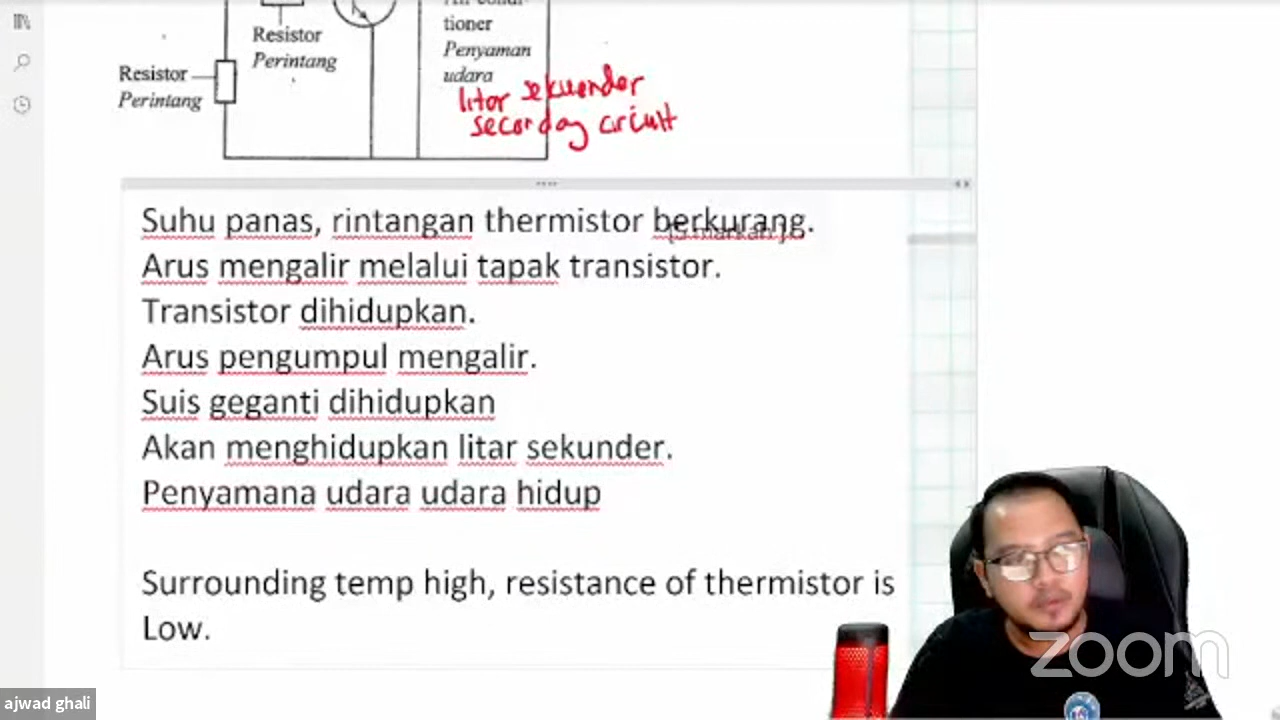 tioner
Resistor
Perintang
Penyaman
udara
Resistor
Perintang
litar sekunder
secondary circuit
Suhu panas, rintangan thermistor berkurang.
[5 markah]
Arus mengalir melalui tapak transistor.
Transistor dihidupkan.
Arus pengumpul mengalir.
Suis geganti dihidupkan
Akan menghidupkan litar sekunder.
Penyamana udara udara hidup
Surrounding temp high, resistance of thermistor is
Low.
zoom
ajwad ghali